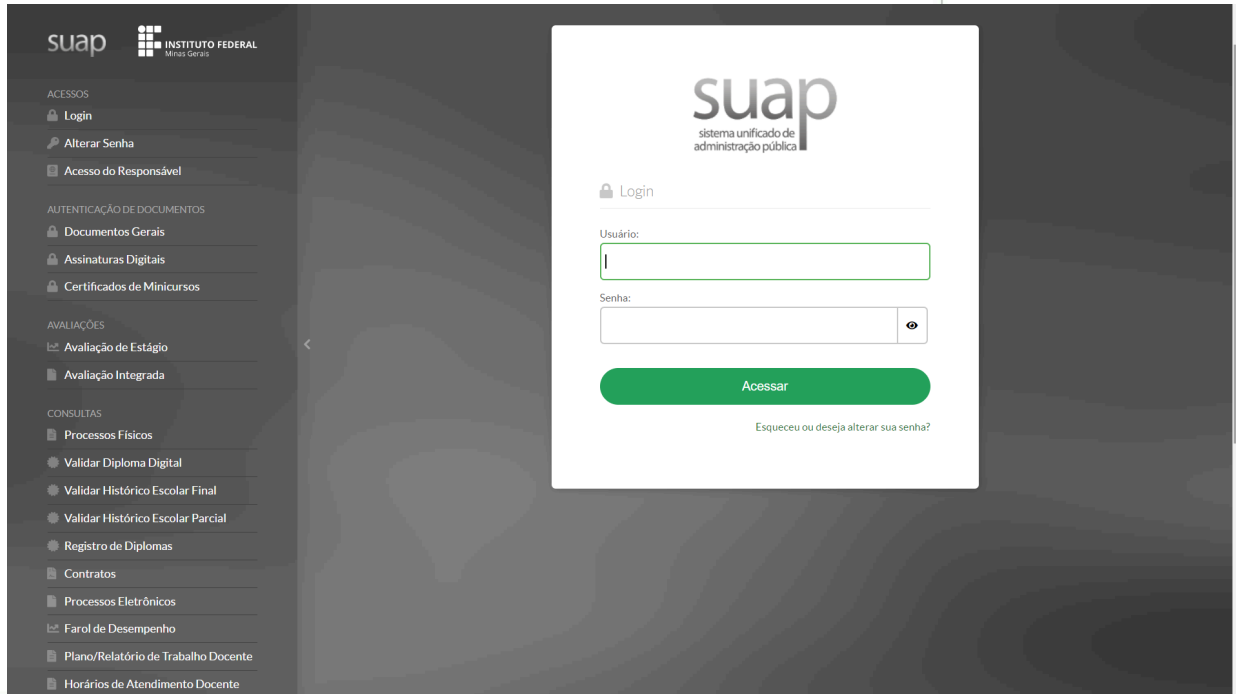 suap
INSTITUTO FEDERAL
Minas Gerais
ACESSOS
Login
Alterar Senha
Acesso do Responsável
AUTENTICAÇÃO DE DOCUMENTOS
Documentos Gerais
Assinaturas Digitais
Certificados de Minicursos
AVALIAÇÕES
Avaliação de Estágio
Avaliação Integrada
CONSULTAS
Processos Físicos
Validar Diploma Digital
Validar Histórico Escolar Final
Validar Histórico Escolar Parcial
Registro de Diplomas
Contratos
Processos Eletrônicos
Farol de Desempenho
Plano/Relatório de Trabalho Docente
Horários de Atendimento Docente
suap
sistema unificado de
administração pública
Login
Usuário:
Senha:
Acessar
Esqueceu ou deseja alterar sua senha?